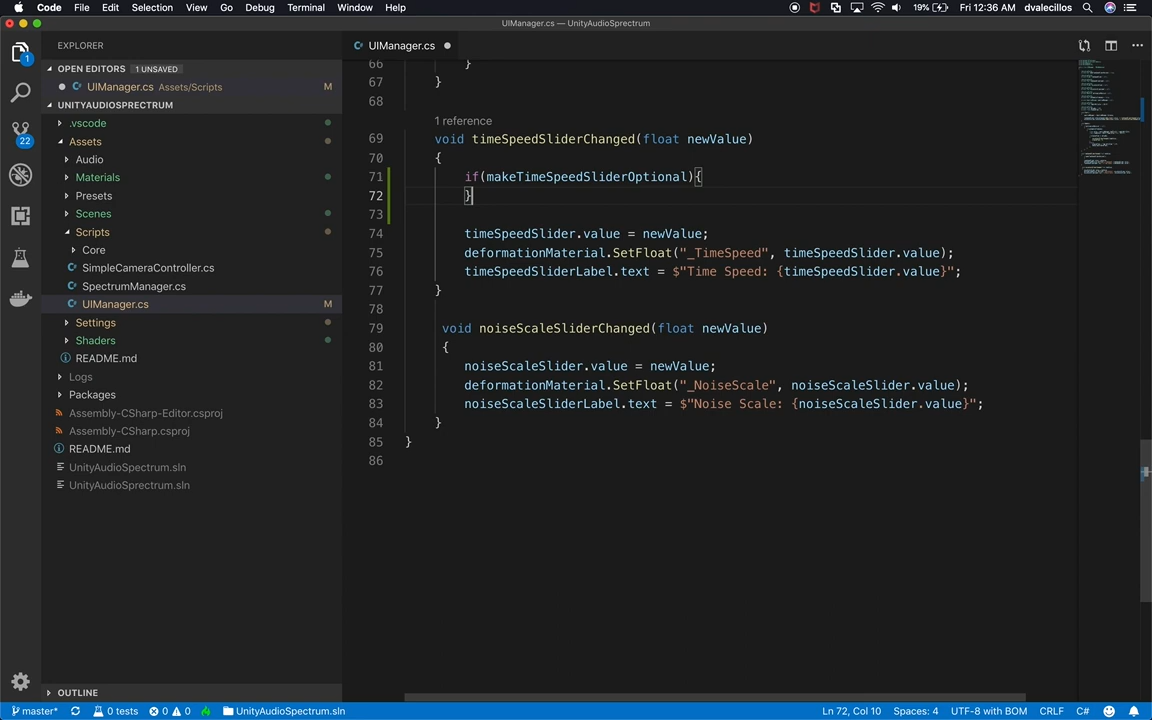 Code File Edit Selection View Go Debug Terminal Window Help 19% Fri 12:36 AM dvalecillos
UIManager.cs — UnityAudioSpectrum
EXPLORER
UIManager.cs
OPEN EDITORS 1 UNSAVED
UIManager.cs Assets/Scripts M
UNITYAUDIOSPRECTRUM
.vscode
Assets
Audio
Materials
Presets
Scenes
Scripts
Core
SimpleCameraController.cs
SpectrumManager.cs
UIManager.cs M
Settings
Shaders
README.md
Logs
Packages
Assembly-CSharp-Editor.csproj
Assembly-CSharp.csproj
README.md
UnityAudioSpectrum.sln
UnityAudioSprectrum.sln
OUTLINE
1
22
66 }
67 }
68
1 reference
69 void timeSpeedSliderChanged(float newValue)
70 {
71 if(makeTimeSpeedSliderOptional){
72 }
73
74 timeSpeedSlider.value = newValue;
75 deformationMaterial.SetFloat("_TimeSpeed", timeSpeedSlider.value);
76 timeSpeedSliderLabel.text = $"Time Speed: {timeSpeedSlider.value}";
77 }
78
79 void noiseScaleSliderChanged(float newValue)
80 {
81 noiseScaleSlider.value = newValue;
82 deformationMaterial.SetFloat("_NoiseScale", noiseScaleSlider.value);
83 noiseScaleSliderLabel.text = $"Noise Scale: {noiseScaleSlider.value}";
84 }
85 }
86
master* 0 tests 0 0 UnityAudioSpectrum.sln Ln 72, Col 10 Spaces: 4 UTF-8 with BOM CRLF C#